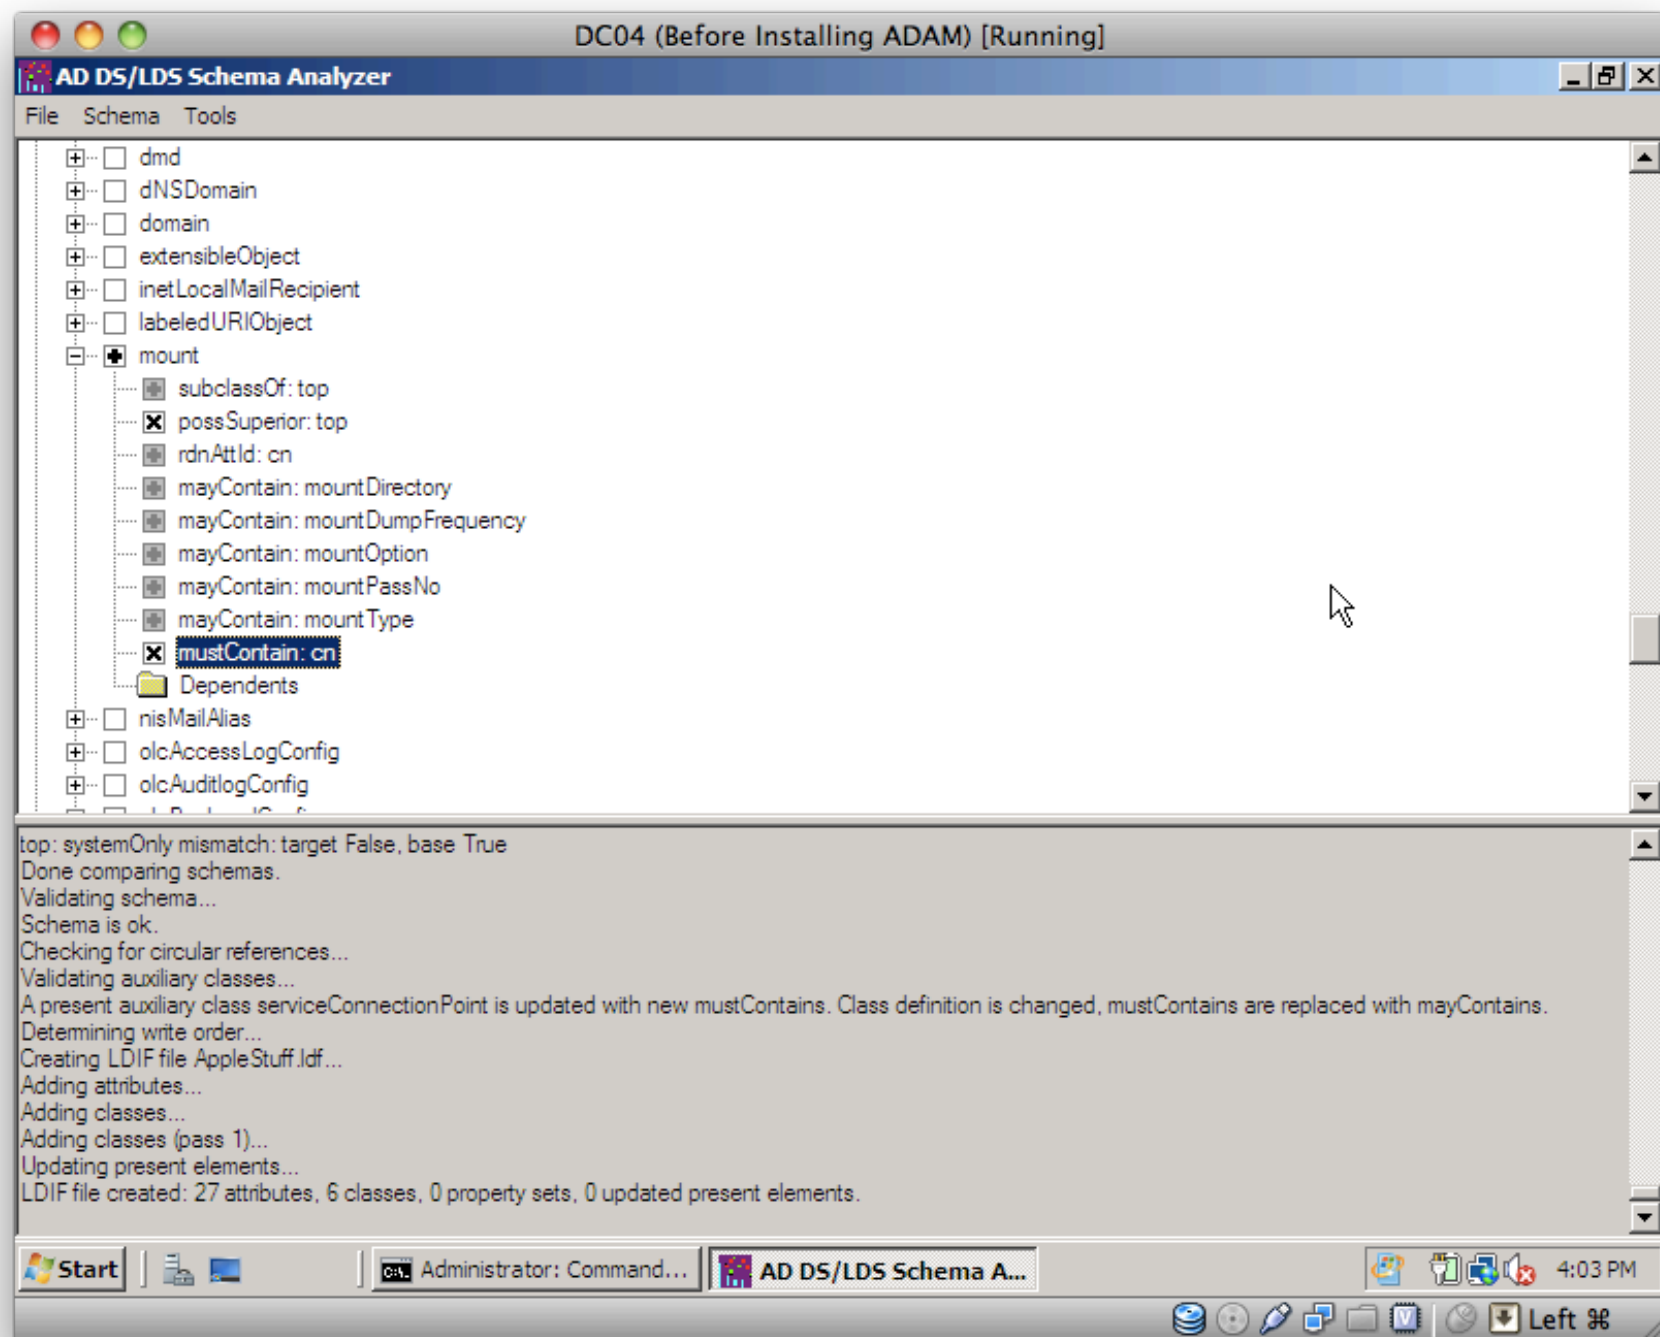 DC04 (Before Installing ADAM) [Running]
AD DS/LDS Schema Analyzer
File Schema Tools
dmd
dNSDomain
domain
extensibleObject
inetLocalMailRecipient
labeledURIObject
mount
subclassOf: top
possSuperior: top
rdnAttId: cn
mayContain: mountDirectory
mayContain: mountDumpFrequency
mayContain: mountOption
mayContain: mountPassNo
mayContain: mountType
mustContain: cn
Dependents
nisMailAlias
olcAccessLogConfig
olcAuditlogConfig
top: systemOnly mismatch: target False, base True
Done comparing schemas.
Validating schema...
Schema is ok.
Checking for circular references...
Validating auxiliary classes...
A present auxiliary class serviceConnectionPoint is updated with new mustContains. Class definition is changed, mustContains are replaced with mayContains.
Determining write order...
Creating LDIF file AppleStuff.ldf...
Adding attributes...
Adding classes...
Adding classes (pass 1)...
Updating present elements...
LDIF file created: 27 attributes, 6 classes, 0 property sets, 0 updated present elements.
Start Administrator: Command... AD DS/LDS Schema A... 4:03 PM
Left ⌘